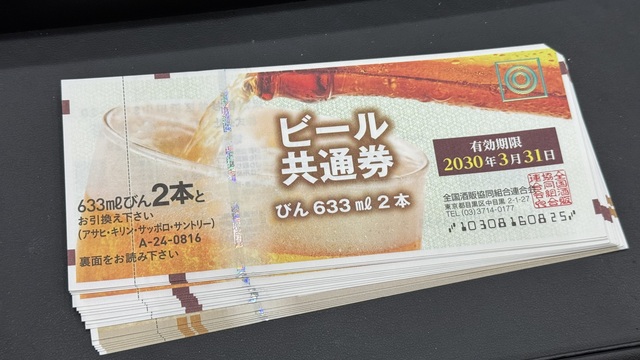 ビール
共通券
びん 633㎖ 2本
633㎖びん2本と
お引換え下さい
(アサヒ・キリン・サッポロ・サントリー)
A-24-0816
裏面をお読み下さい
有効期限
2030年3月31日
全国酒販協同組合連合会
東京都目黒区中目黒 2-1-27
TEL (03)3714-0177
10308160825